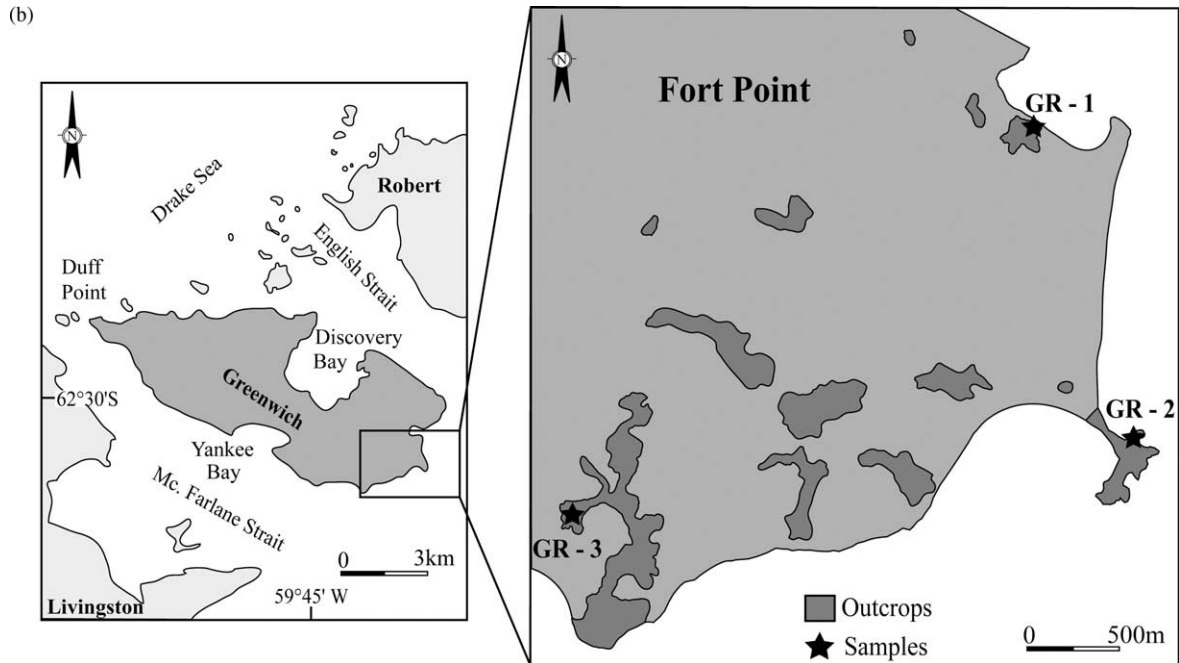 (b)
N
Drake Sea
Robert
English Strait
Duff
Point
Discovery
Bay
Greenwich
62°30'S
Yankee
Bay
Mc. Farlane Strait
0 3km
59°45' W
Livingston
N
Fort Point
GR - 1
GR - 2
GR - 3
Outcrops
Samples
0 500m